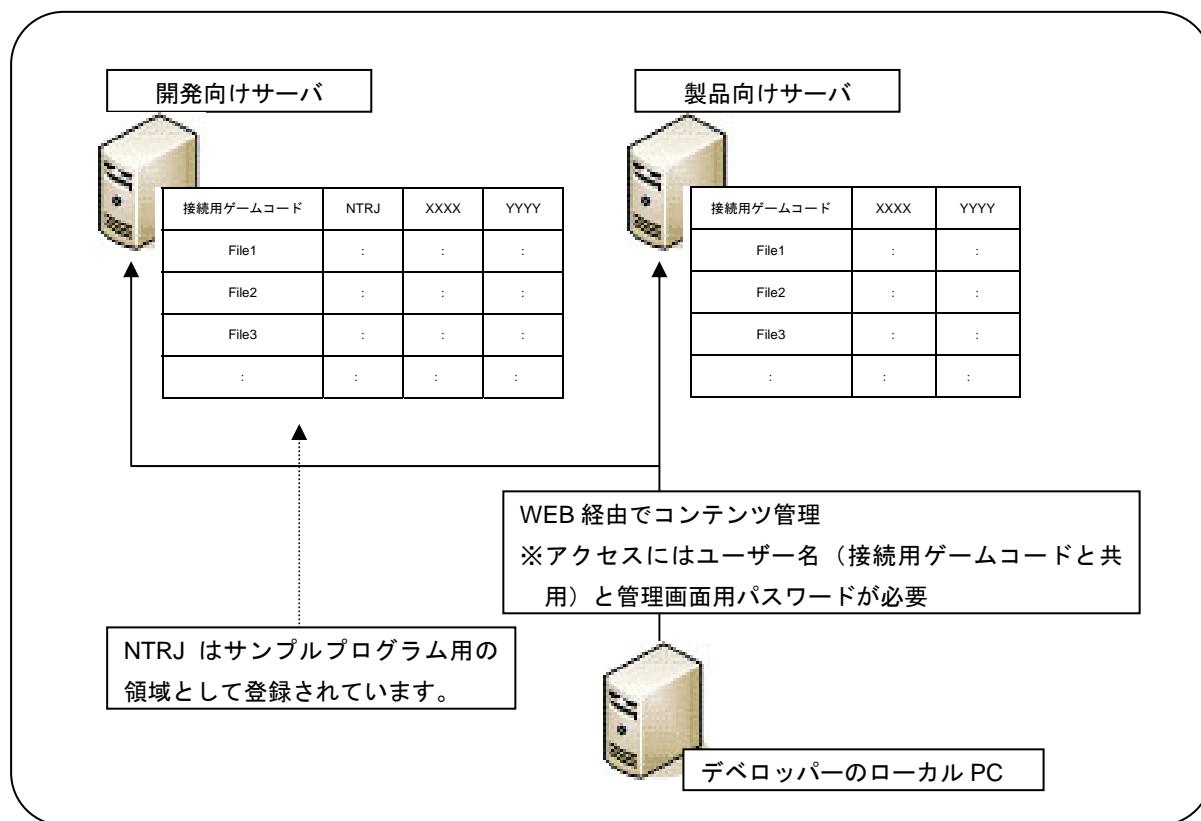 開発向けサーバ
製品向けサーバ
接続用ゲームコード NTRJ XXXX YYYY
File1 : : :
File2 : : :
File3 : : :
: : : :
接続用ゲームコード XXXX YYYY
File1 : :
File2 : :
File3 : :
: : :
WEB 経由でコンテンツ管理
※アクセスにはユーザー名（接続用ゲームコードと共
用）と管理画面用パスワードが必要
NTRJ はサンプルプログラム用の
領域として登録されています。
デベロッパーのローカル PC